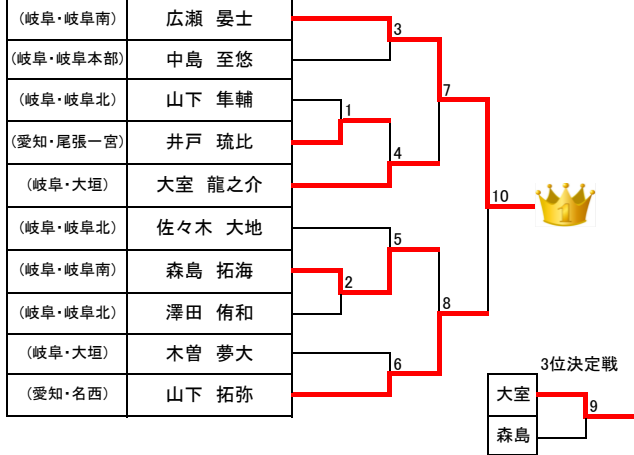 (岐阜・岐阜南) 広瀬 晏士
3
(岐阜・岐阜本部) 中島 至悠
7
(岐阜・岐阜北) 山下 隼輔
1
(愛知・尾張一宮) 井戸 琉比
4
(岐阜・大垣) 大室 龍之介
10
1
(岐阜・岐阜北) 佐々木 大地
5
(岐阜・岐阜南) 森島 拓海
2
(岐阜・岐阜北) 澤田 侑和
8
(岐阜・大垣) 木曽 夢大
6
(愛知・名西) 山下 拓弥
3位決定戦
大室
9
森島